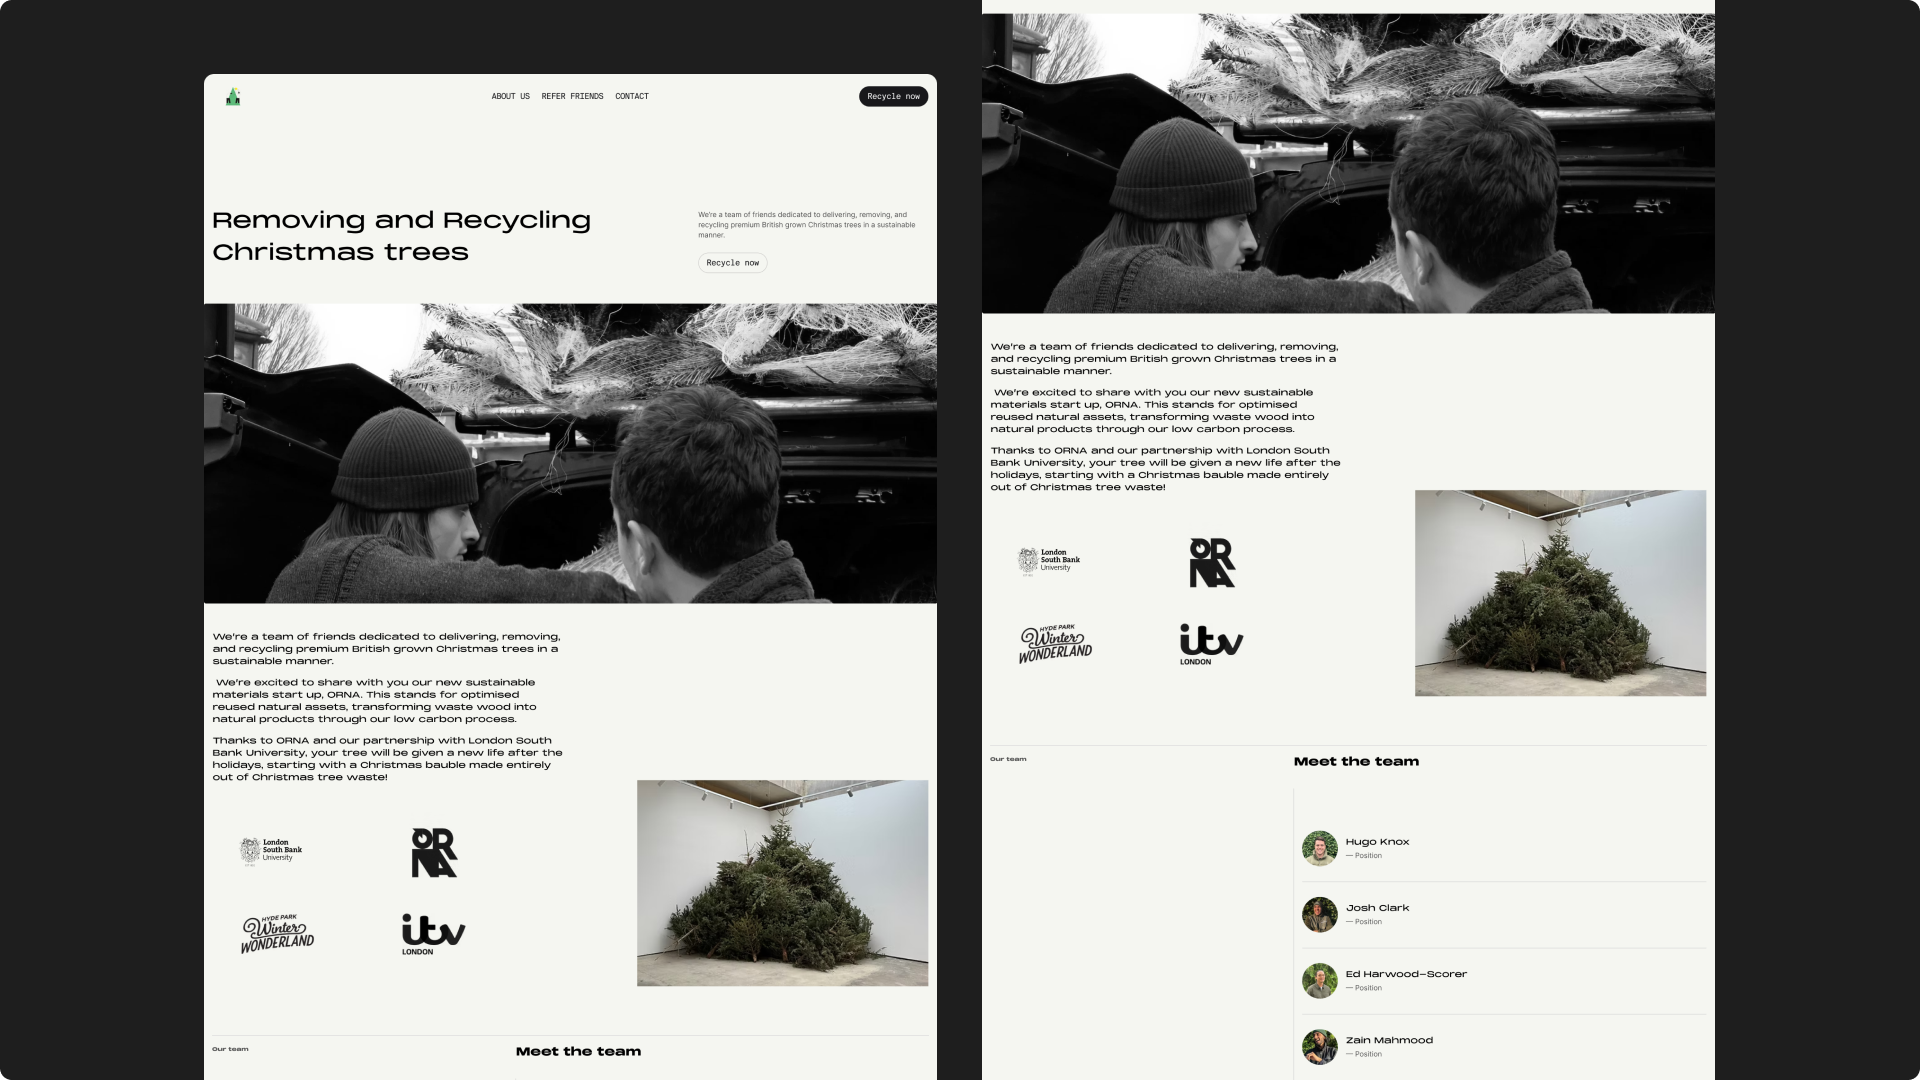 ABOUT US REFER FRIENDS CONTACT
Recycle now
Removing and Recycling
Christmas trees
We're a team of friends dedicated to delivering, removing, and
recycling premium British grown Christmas trees in a sustainable
manner.
Recycle now
We're a team of friends dedicated to delivering, removing,
and recycling premium British grown Christmas trees in a
sustainable manner.
We're excited to share with you our new sustainable
materials start up, ORNA. This stands for optimised
reused natural assets, transforming waste wood into
natural products through our low carbon process.
Thanks to ORNA and our partnership with London South
Bank University, your tree will be given a new life after the
holidays, starting with a Christmas bauble made entirely
out of Christmas tree waste!
London
South Bank
University
OR
NA
HYDE PARK
Winter
WONDERLAND
itv
LONDON
Our team
Meet the team
We're a team of friends dedicated to delivering, removing,
and recycling premium British grown Christmas trees in a
sustainable manner.
We're excited to share with you our new sustainable
materials start up, ORNA. This stands for optimised
reused natural assets, transforming waste wood into
natural products through our low carbon process.
Thanks to ORNA and our partnership with London South
Bank University, your tree will be given a new life after the
holidays, starting with a Christmas bauble made entirely
out of Christmas tree waste!
London
South Bank
University
OR
NA
HYDE PARK
Winter
WONDERLAND
itv
LONDON
Our team
Meet the team
Hugo Knox
— Position
Josh Clark
— Position
Ed Harwood–Scorer
— Position
Zain Mahmood
— Position